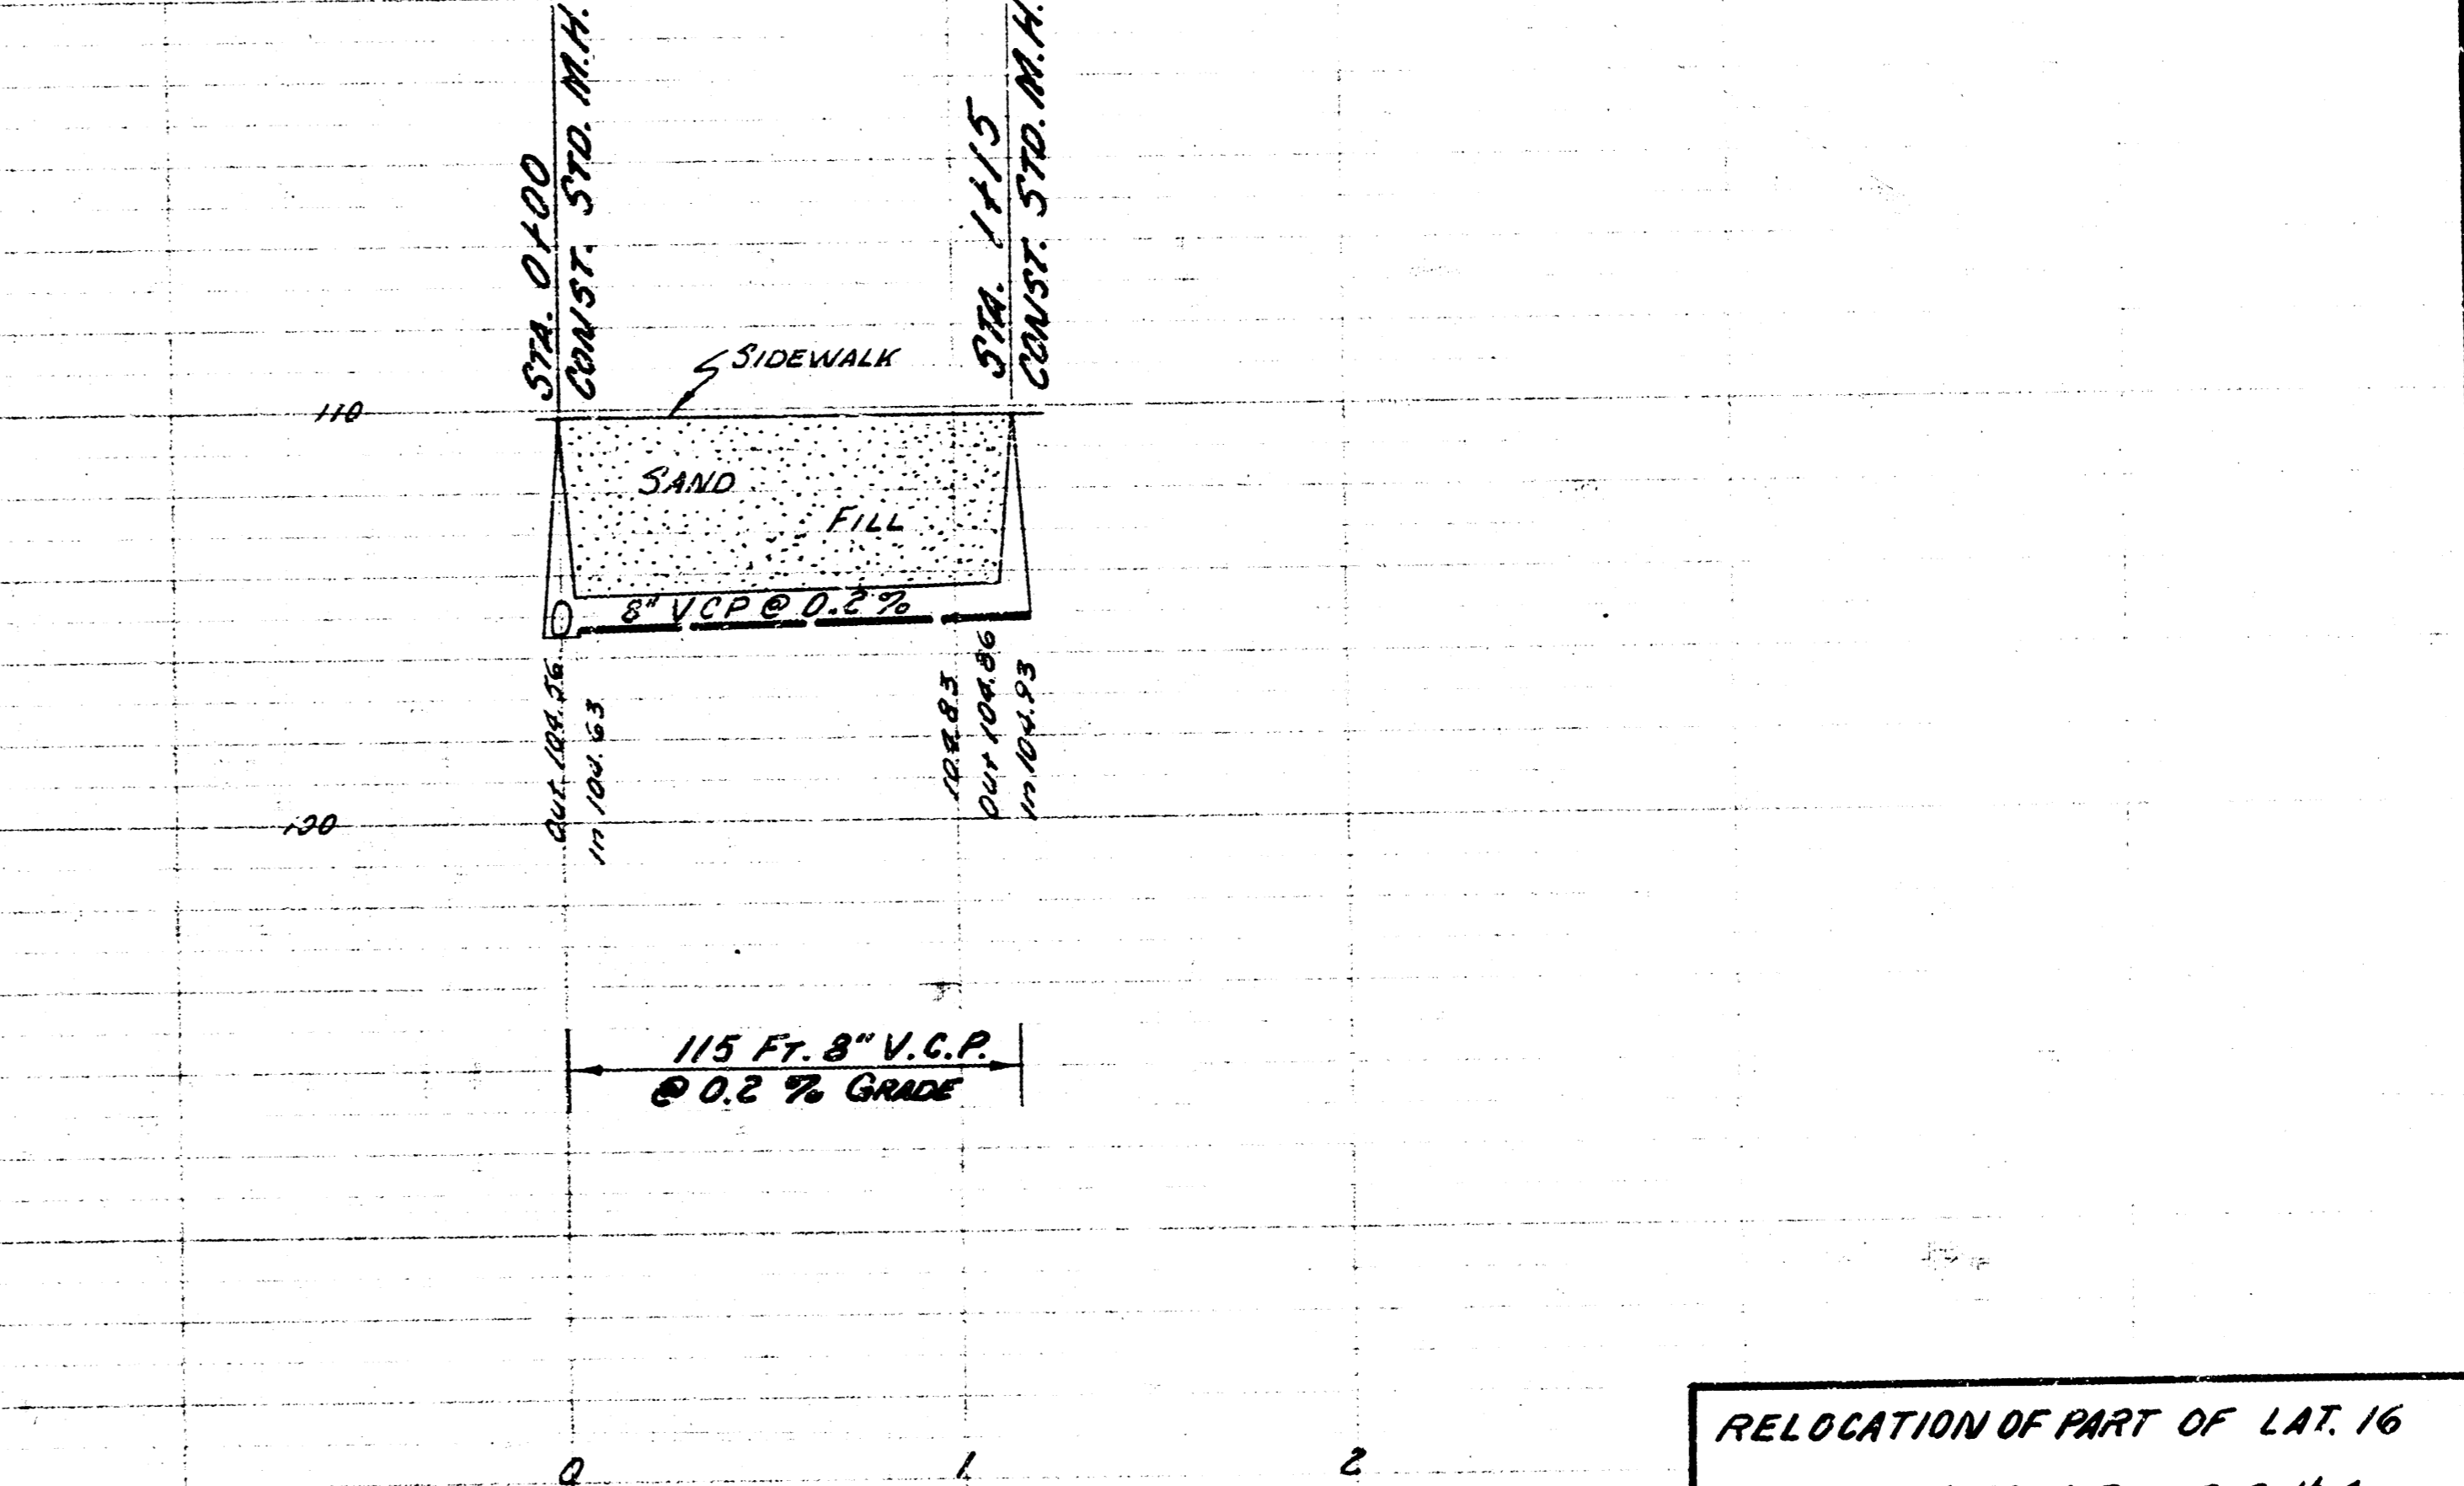 STA. 0+00
CONST. STD. M.H.
STA. 1+15
CONST. STD. M.H.
SIDEWALK
110
SAND
FILL
8" VCP @ 0.2%
Out 104.56
In 104.63
104.83
Out 104.86
In 104.93
100
115 FT. 8" V.C.P.
@ 0.2 % GRADE
0
1
2
RELOCATION OF PART OF LAT. 16